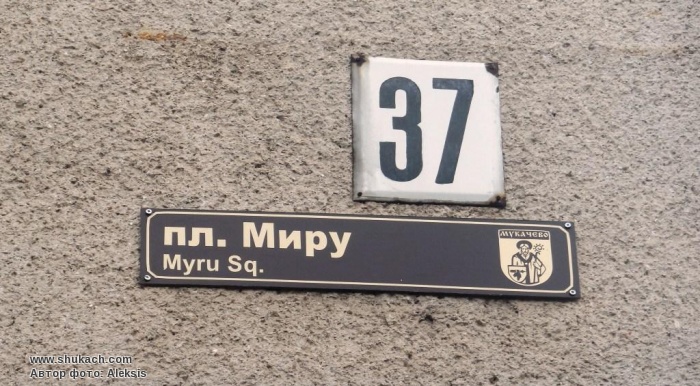 37
пл. Миру
Myru Sq.
МУКАЧЕВО
www.shukach.com
Автор фото: Aleksis